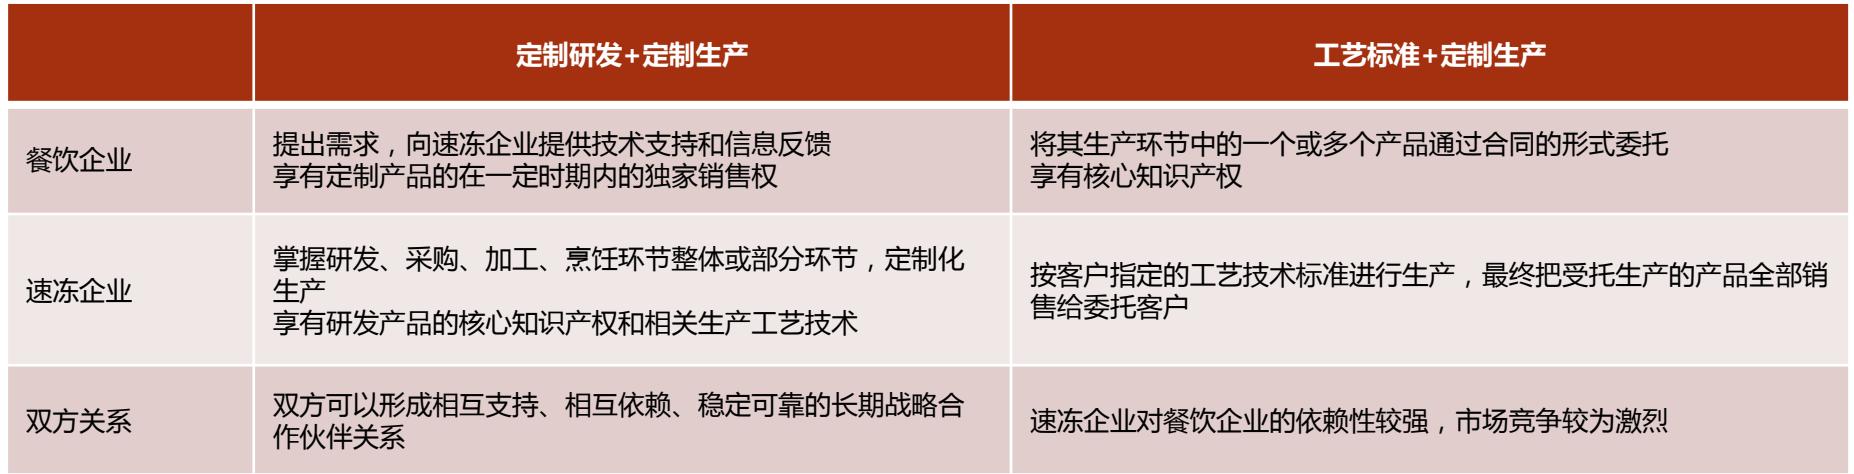 定制研发+定制生产
工艺标准+定制生产
餐饮企业
提出需求，向速冻企业提供技术支持和信息反馈
享有定制产品的在一定时期内的独家销售权
将其生产环节中的一个或多个产品通过合同的形式委托
享有核心知识产权
速冻企业
掌握研发、采购、加工、烹饪环节整体或部分环节，定制化
生产
享有研发产品的核心知识产权和相关生产工艺技术
按客户指定的工艺技术标准进行生产，最终把受托生产的产品全部销
售给委托客户
双方关系
双方可以形成相互支持、相互依赖、稳定可靠的长期战略合
作伙伴关系
速冻企业对餐饮企业的依赖性较强，市场竞争较为激烈